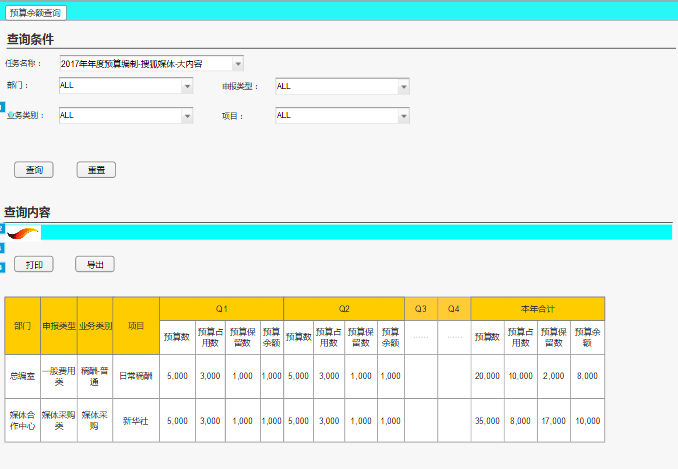 预算余额查询
查询条件
任务名称： 2017年年度预算编制-搜狐媒体-大内容
部门： ALL 申报类型： ALL
业务类别： ALL 项目： ALL
查询 重置
查询内容
打印 导出
部门 申报类型 业务类别 项目 Q1 Q2 Q3 Q4 本年合计
预算数 预算占用数 预算保留数 预算余额 预算数 预算占用数 预算保留数 预算余额 …… …… 预算数 预算占用数 预算保留数 预算余额
总编室 一般费用类 稿酬-普通 日常稿酬 5,000 3,000 1,000 1,000 5,000 3,000 1,000 1,000 20,000 10,000 2,000 8,000
媒体合作中心 媒体采购类 媒体采购 新华社 5,000 3,000 1,000 1,000 5,000 3,000 1,000 1,000 35,000 8,000 17,000 10,000